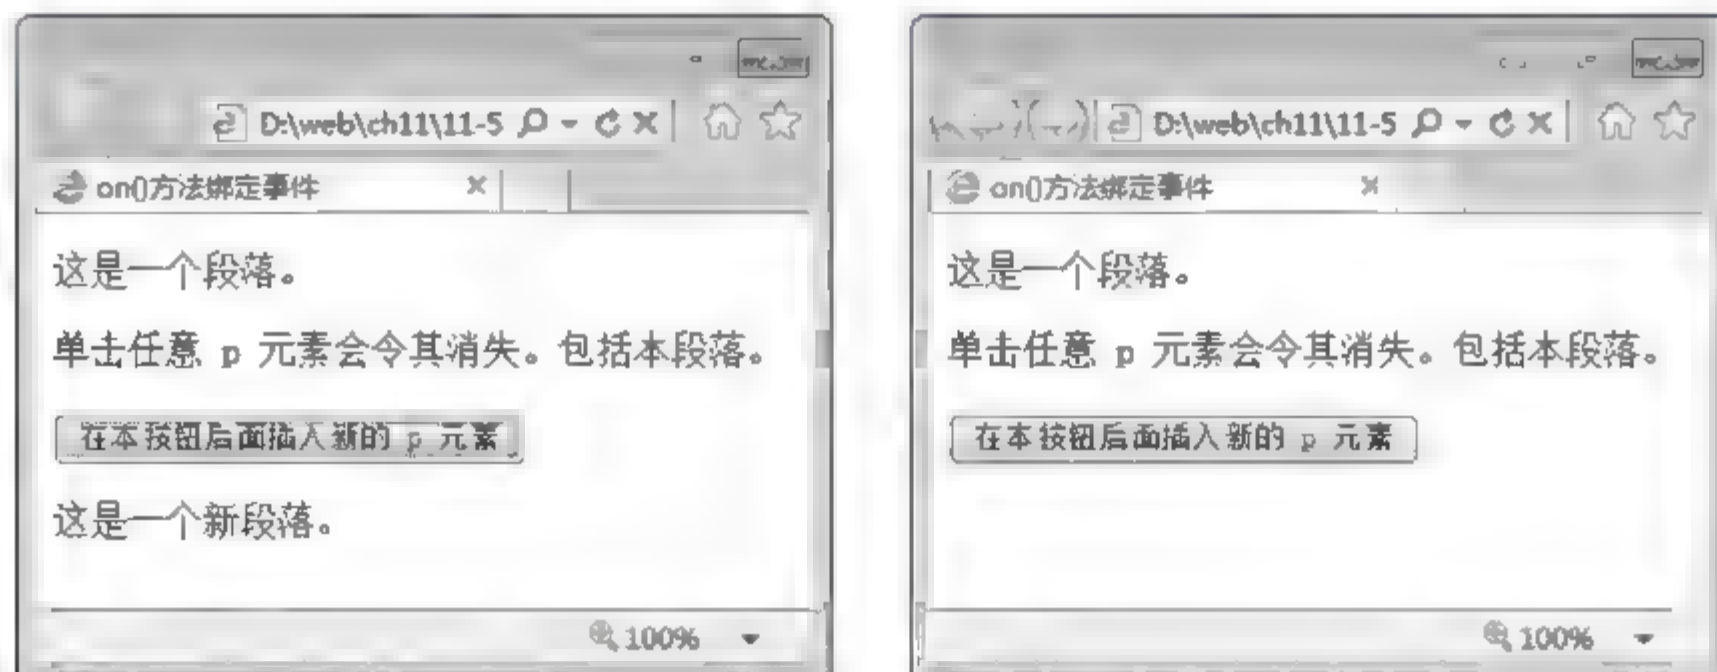 D:\web\ch11\11-5
on()方法绑定事件
这是一个段落。
单击任意 p 元素会令其消失。包括本段落。
在本按钮后面插入新的 p 元素
这是一个新段落。
100%
D:\web\ch11\11-5
on()方法绑定事件
这是一个段落。
单击任意 p 元素会令其消失。包括本段落。
在本按钮后面插入新的 p 元素
100%